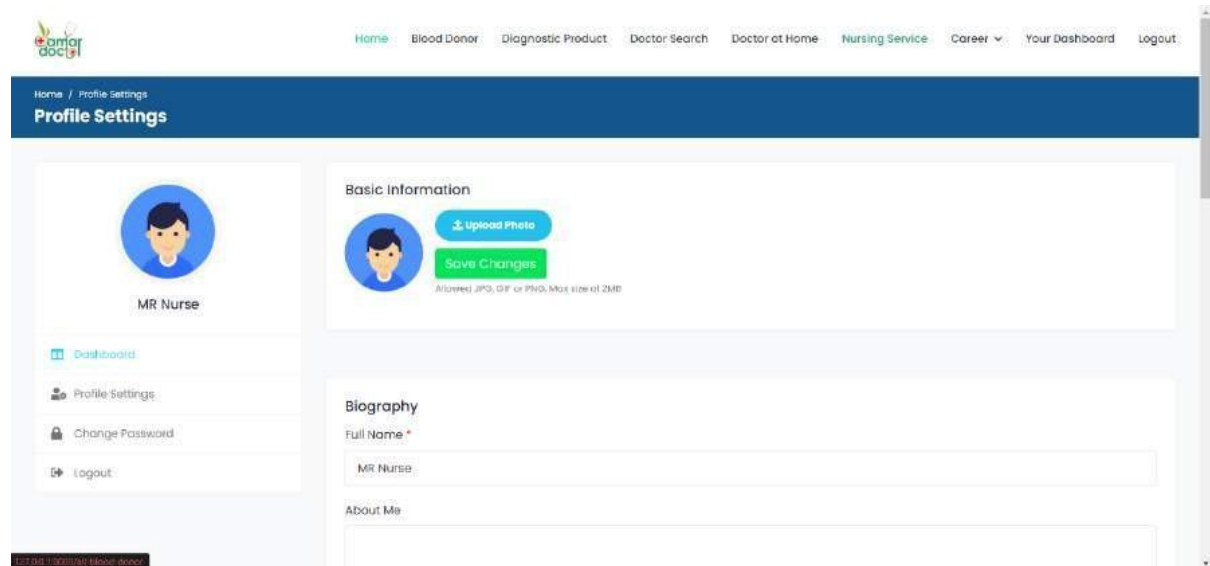 amar
doctor
Home Blood Donor Diagnostic Product Doctor Search Doctor at Home Nursing Service Career Your Dashboard Logout
Home / Profile Settings
Profile Settings
MR Nurse
Dashboard
Profile Settings
Change Password
Logout
Basic Information
Upload Photo
Save Changes
Allowed JPG, GIF or PNG. Max size of 2MB
Biography
Full Name *
MR Nurse
About Me